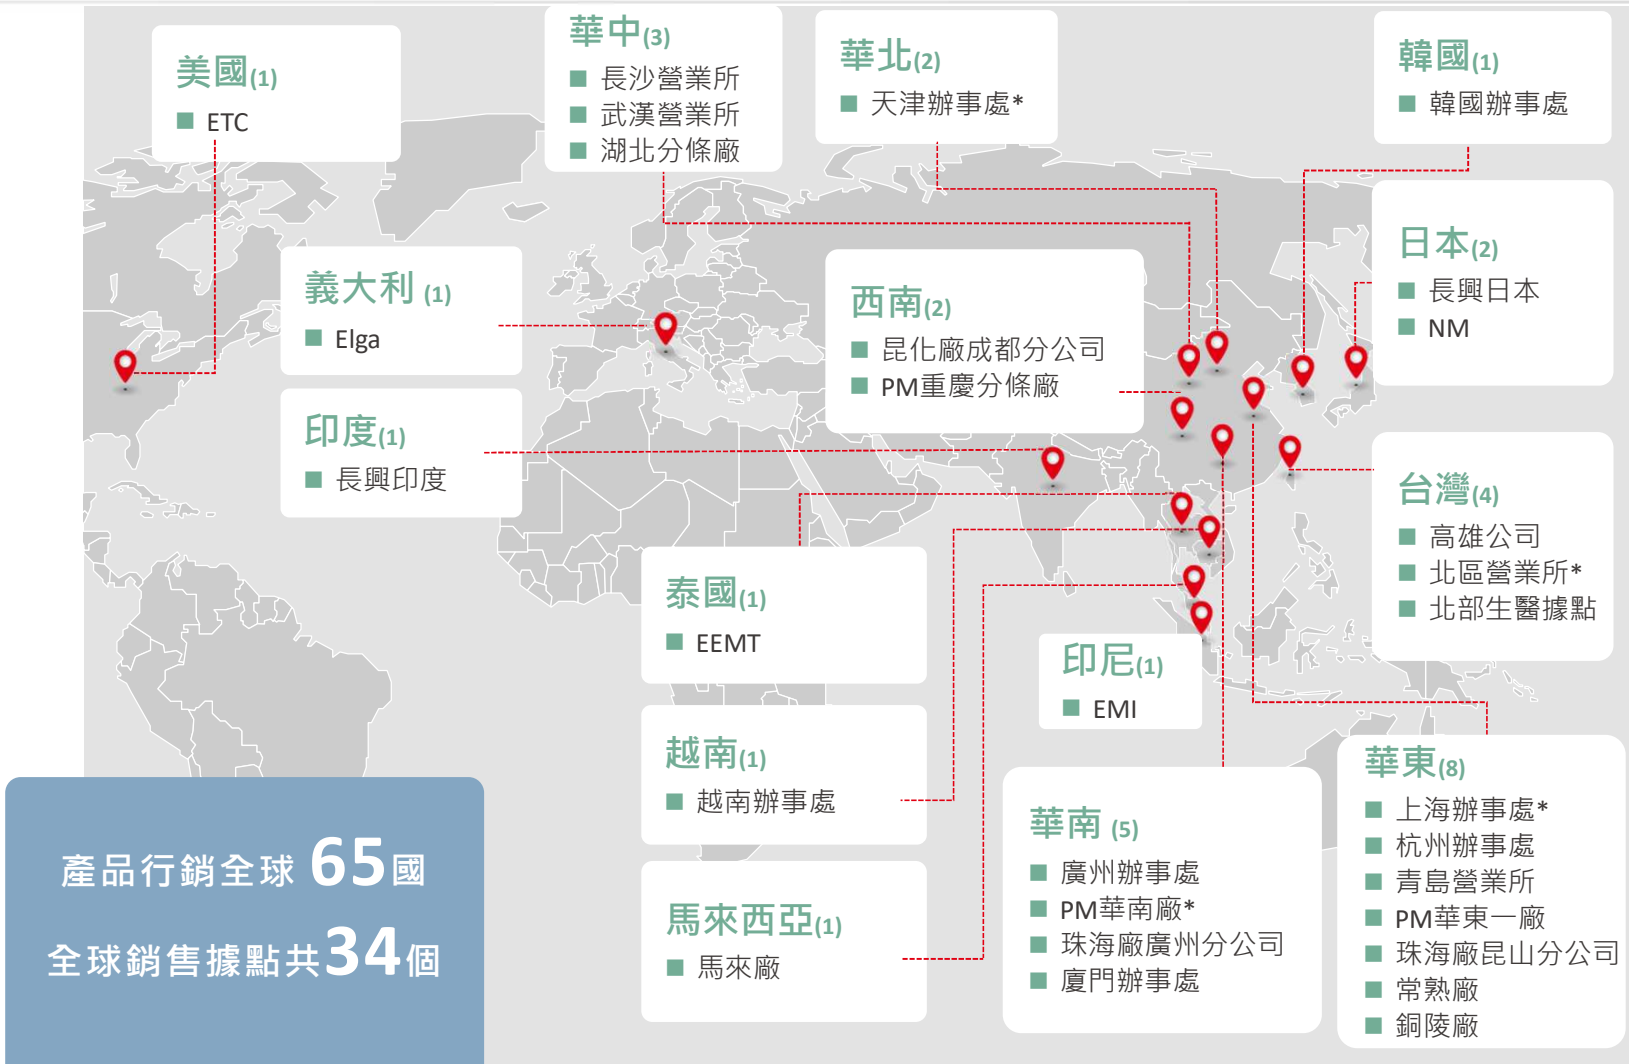 美國(1)
ETC
華中(3)
長沙營業所
武漢營業所
湖北分條廠
華北(2)
天津辦事處*
韓國(1)
韓國辦事處
義大利 (1)
Elga
西南(2)
昆化廠成都分公司
PM重慶分條廠
日本(2)
長興日本
NM
印度(1)
長興印度
台灣(4)
高雄公司
北區營業所*
北部生醫據點
泰國(1)
EEMT
印尼(1)
EMI
越南(1)
越南辦事處
馬來西亞(1)
馬來廠
華南 (5)
廣州辦事處
PM華南廠*
珠海廠廣州分公司
廈門辦事處
華東(8)
上海辦事處*
杭州辦事處
青島營業所
PM華東一廠
珠海廠昆山分公司
常熟廠
銅陵廠
產品行銷全球 65國
全球銷售據點共34個